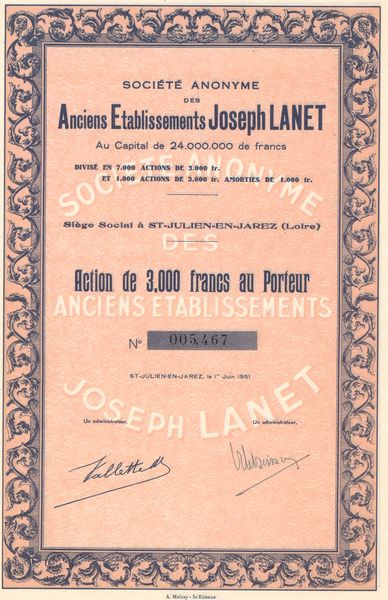 SOCIÉTÉ ANONYME
DES
Anciens Etablissements Joseph LANET
Au Capital de 24.000.000 de francs
DIVISÉ EN 7.000 ACTIONS DE 3.000 fr.
ET 1.000 ACTIONS DE 3.000 fr. AMORTIES DE 1.000 fr.
SOCIÉTÉ ANONYME
Siège Social à ST-JULIEN-EN-JAREZ (Loire)
DES
Action de 3.000 francs au Porteur
ANCIENS ETABLISSEMENTS
No 005.467
ST-JULIEN-EN-JAREZ, le 1er Juin 1951
JOSEPH LANET
Un administrateur, Un administrateur,
A. Mulcey - St-Etienne